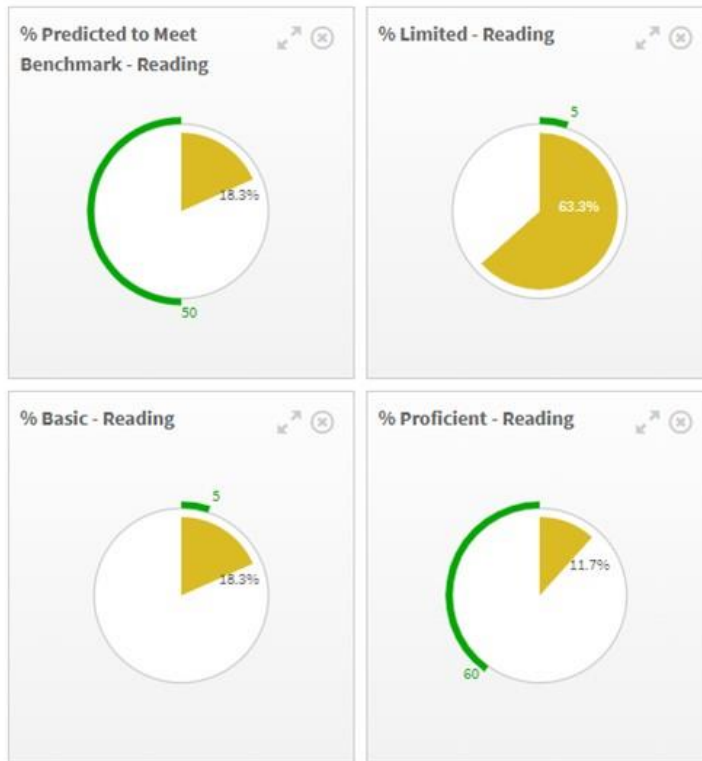 % Predicted to Meet
Benchmark - Reading
18.3%
50
% Limited - Reading
5
63.3%
% Basic - Reading
5
18.3%
% Proficient - Reading
11.7%
60